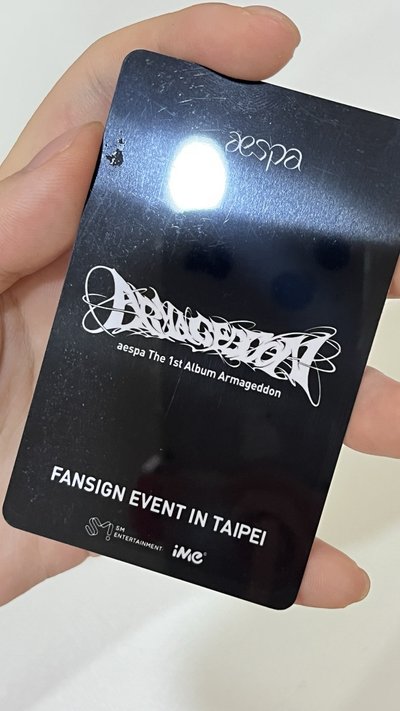 aespa
ARMAGEDDON
aespa The 1st Album Armageddon
FANSIGN EVENT IN TAIPEI
SM
ENTERTAINMENT
iMe